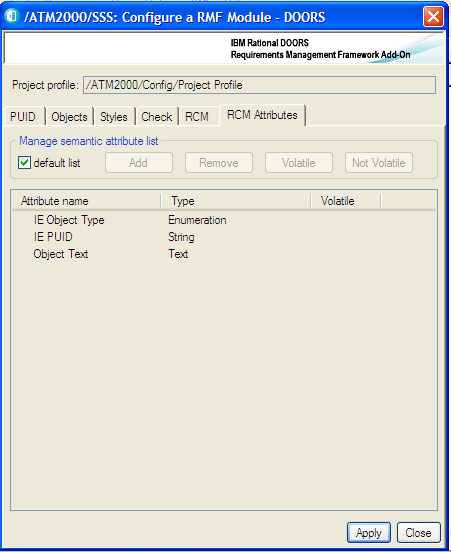 /ATM2000/SSS: Configure a RMF Module - DOORS
IBM Rational DOORS
Requirements Management Framework Add-On
Project profile: /ATM2000/Config/Project Profile
PUID Objects Styles Check RCM RCM Attributes
Manage semantic attribute list
default list Add Remove Volatile Not Volatile
Attribute name Type Volatile
IE Object Type Enumeration
IE PUID String
Object Text Text
Apply Close